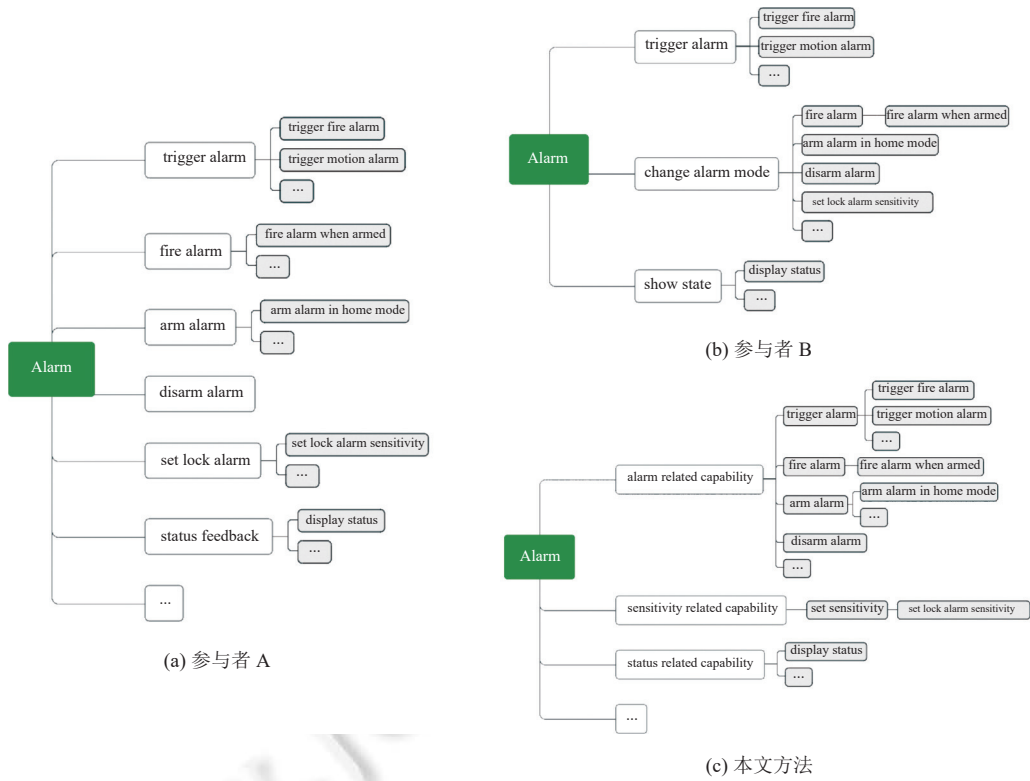 trigger fire alarm
trigger alarm
trigger motion alarm
...
fire alarm when armed
fire alarm
...
arm alarm in home mode
arm alarm
...
Alarm
disarm alarm
set lock alarm sensitivity
set lock alarm
...
display status
status feedback
...
...
(a) 参与者 A
trigger fire alarm
trigger alarm
trigger motion alarm
...
fire alarm
fire alarm when armed
arm alarm in home mode
Alarm
change alarm mode
disarm alarm
set lock alarm sensitivity
...
display status
show state
...
(b) 参与者 B
trigger fire alarm
trigger alarm
trigger motion alarm
...
alarm related capability
fire alarm
fire alarm when armed
arm alarm in home mode
arm alarm
...
disarm alarm
...
Alarm
sensitivity related capability
set sensitivity
set lock alarm sensitivity
display status
status related capability
...
...
(c) 本文方法